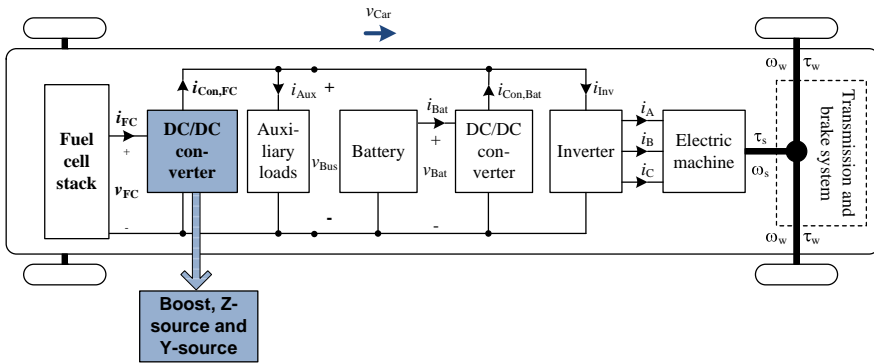 v_Car
ω_w τ_w
i_Con,FC
i_Aux +
i_Con,Bat
i_Inv
i_FC
+
Fuel
cell
stack
v_FC
-
DC/DC
con-
verter
Auxi-
liary
loads
v_Bus
-
Battery
i_Bat
+
v_Bat
-
DC/DC
con-
verter
Inverter
i_A
i_B
i_C
Electric
machine
τ_s
ω_s
Transmission and
brake system
ω_w τ_w
Boost, Z-
source and
Y-source